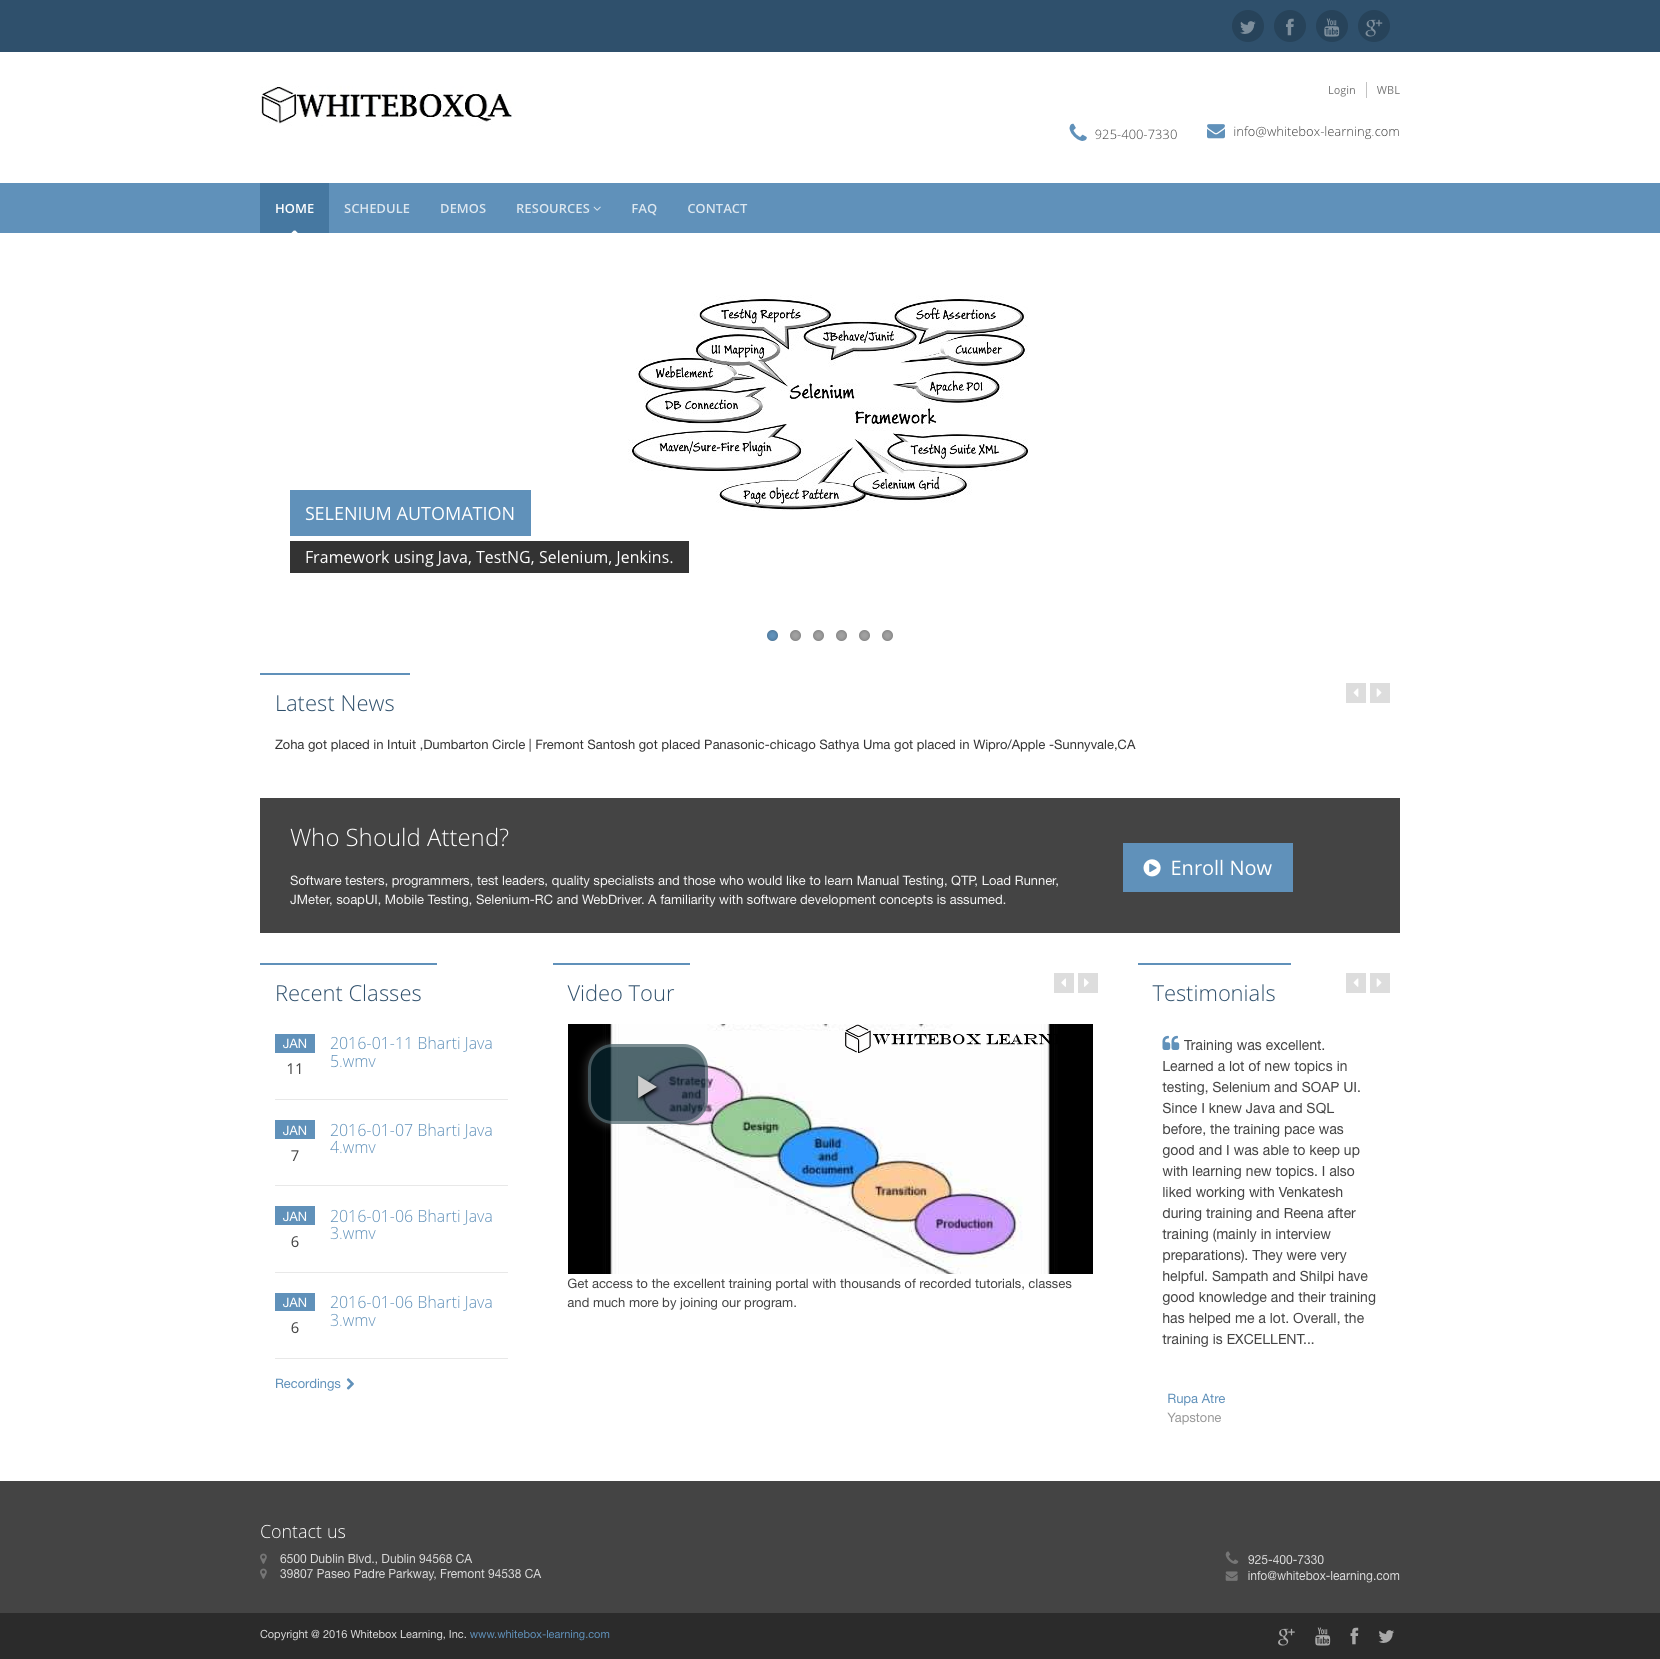 WHITEBOXQA
Login
WBL
925-400-7330
info@whitebox-learning.com
HOME
SCHEDULE
DEMOS
RESOURCES
FAQ
CONTACT
TestNg Reports
Soft Assertions
JBehave/Junit
UI Mapping
Cucumber
WebElement
Apache POI
Selenium
DB Connection
Framework
Maven/Sure-Fire Plugin
TestNg Suite XML
Selenium Grid
Page Object Pattern
SELENIUM AUTOMATION
Framework using Java, TestNG, Selenium, Jenkins.
Latest News
Zoha got placed in Intuit ,Dumbarton Circle | Fremont Santosh got placed Panasonic-chicago Sathya Uma got placed in Wipro/Apple -Sunnyvale,CA
Who Should Attend?
Software testers, programmers, test leaders, quality specialists and those who would like to learn Manual Testing, QTP, Load Runner,
JMeter, soapUI, Mobile Testing, Selenium-RC and WebDriver. A familiarity with software development concepts is assumed.
Enroll Now
Recent Classes
JAN
11
2016-01-11 Bharti Java
5.wmv
JAN
7
2016-01-07 Bharti Java
4.wmv
JAN
6
2016-01-06 Bharti Java
3.wmv
JAN
6
2016-01-06 Bharti Java
3.wmv
Recordings
Video Tour
WHITEBOX LEARN
Strategy
and
analysis
Design
Build
and
document
Transition
Production
Get access to the excellent training portal with thousands of recorded tutorials, classes
and much more by joining our program.
Testimonials
Training was excellent.
Learned a lot of new topics in
testing, Selenium and SOAP UI.
Since I knew Java and SQL
before, the training pace was
good and I was able to keep up
with learning new topics. I also
liked working with Venkatesh
during training and Reena after
training (mainly in interview
preparations). They were very
helpful. Sampath and Shilpi have
good knowledge and their training
has helped me a lot. Overall, the
training is EXCELLENT...
Rupa Atre
Yapstone
Contact us
6500 Dublin Blvd., Dublin 94568 CA
39807 Paseo Padre Parkway, Fremont 94538 CA
925-400-7330
info@whitebox-learning.com
Copyright @ 2016 Whitebox Learning, Inc. www.whitebox-learning.com